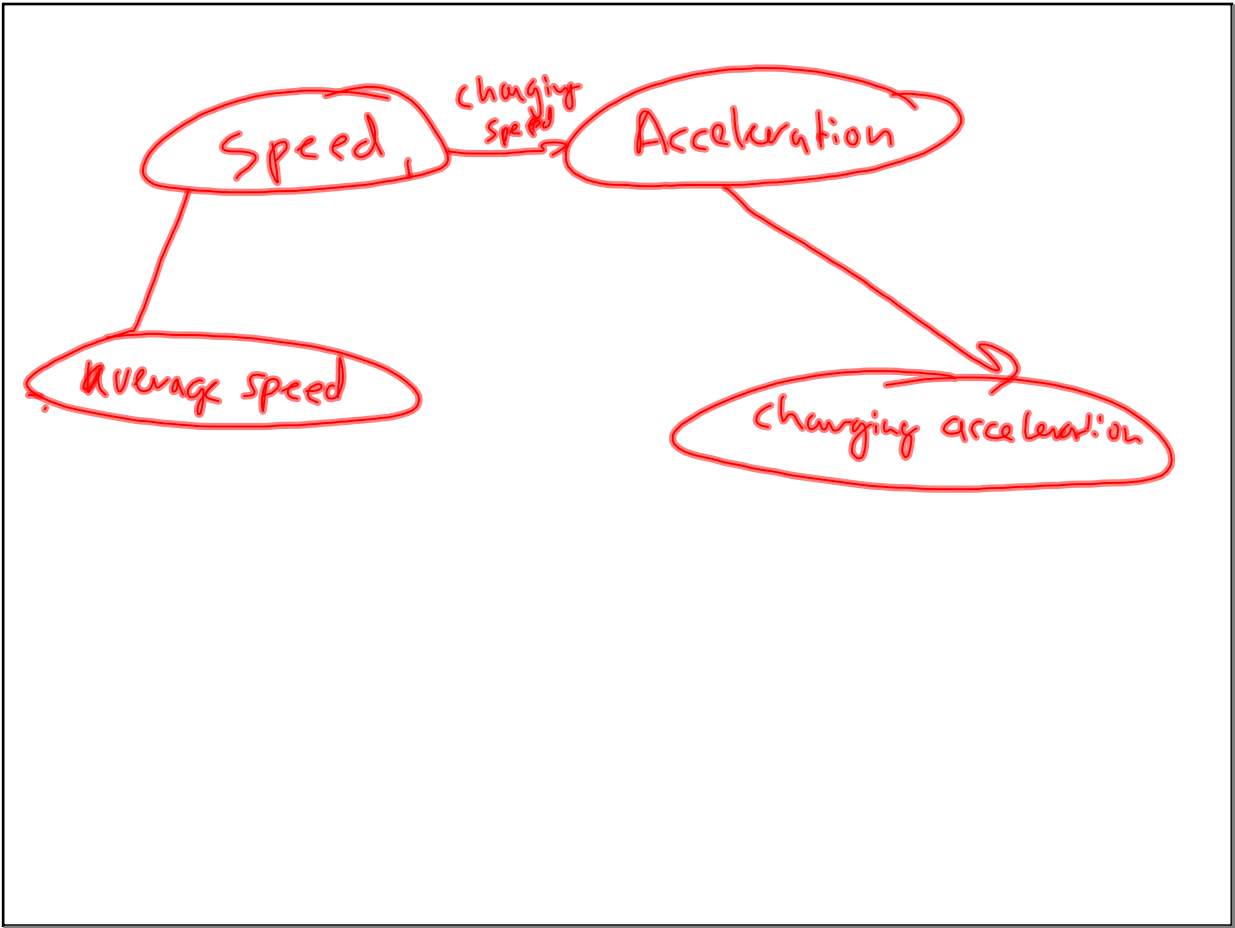 Speed
changing
speed
Acceleration
Average speed
Changing acceleration